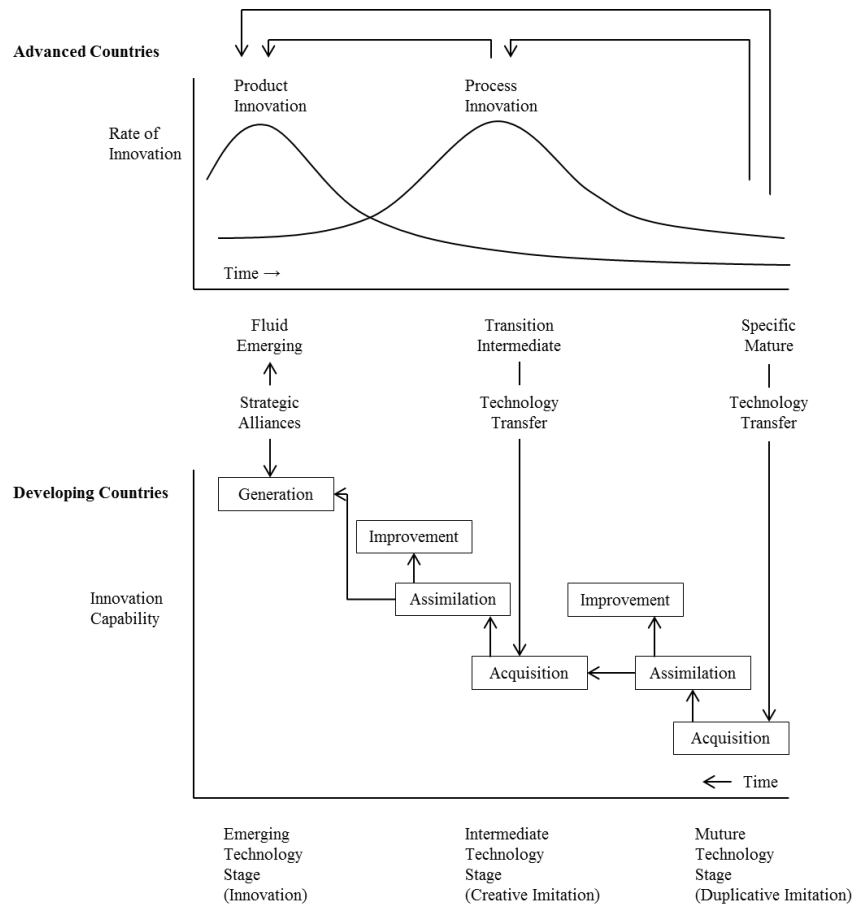 Advanced Countries
Product
Innovation
Process
Innovation
Rate of
Innovation
Time →
Fluid
Emerging
Transition
Intermediate
Specific
Mature
Strategic
Alliances
Technology
Transfer
Technology
Transfer
Developing Countries
Generation
Improvement
Assimilation
Improvement
Innovation
Capability
Acquisition
Assimilation
Acquisition
Time
Emerging
Technology
Stage
(Innovation)
Intermediate
Technology
Stage
(Creative Imitation)
Muture
Technology
Stage
(Duplicative Imitation)